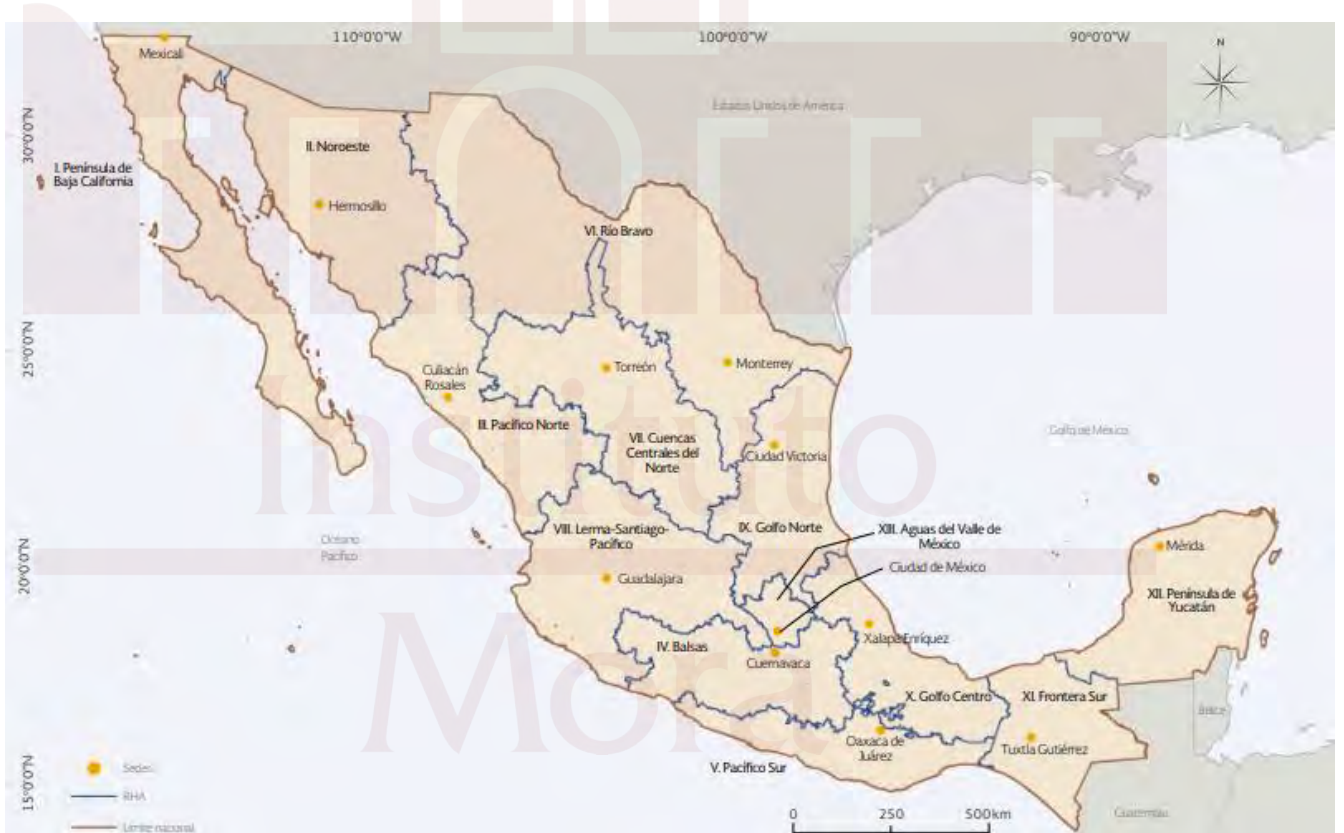 110°0'0"W
100°0'0"W
90°0'0"W
N
Mexicali
Estados Unidos de América
30°0'0"N
II. Noroeste
I. Península de
Baja California
Hermosillo
VI. Río Bravo
25°0'0"N
Culiacán
Rosales
Torreón
Monterrey
III. Pacífico Norte
VII. Cuencas
Centrales del
Norte
Ciudad Victoria
Golfo de México
Instituto
Mora
VIII. Lerma-Santiago-
Pacífico
IX. Golfo Norte
XIII. Aguas del Valle de
México
Océano
Pacífico
20°0'0"N
Guadalajara
Ciudad de México
Mérida
XII. Península de
Yucatán
IV. Balsas
Cuernavaca
Xalapa Enríquez
X. Golfo Centro
XI. Frontera Sur
Belice
Oaxaca de
Juárez
Tuxtla Gutiérrez
V. Pacífico Sur
15°0'0"N
Sedes
RHA
Límite nacional
0 250 500km
Guatemala